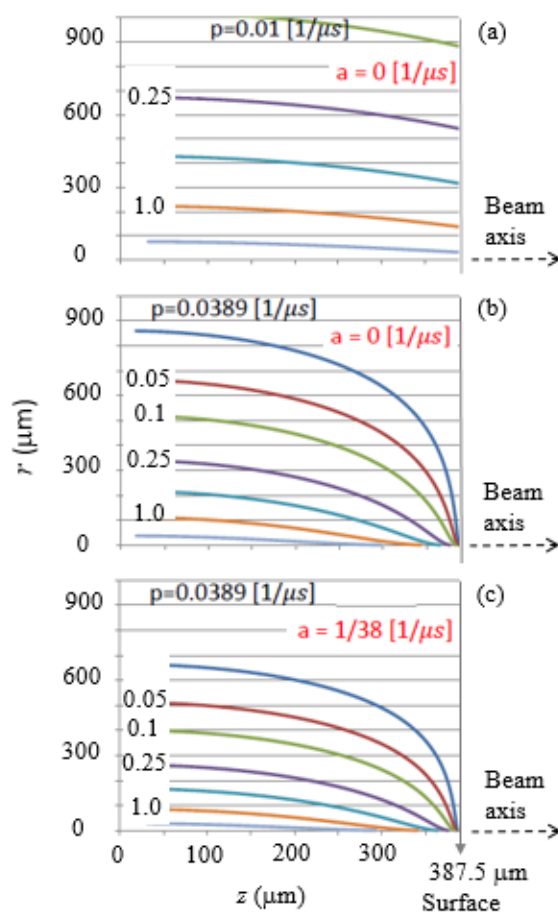 900
p=0.01 [1/μs]
(a)
a = 0 [1/μs]
0.25
600
300
1.0
Beam
axis
0
p=0.0389 [1/μs]
(b)
900
a = 0 [1/μs]
0.05
600
0.1
0.25
300
1.0
Beam
axis
0
r (μm)
p=0.0389 [1/μs]
(c)
900
a = 1/38 [1/μs]
600
0.05
0.1
300
0.25
1.0
Beam
axis
0
0 100 200 300
387.5 μm
z (μm)
Surface